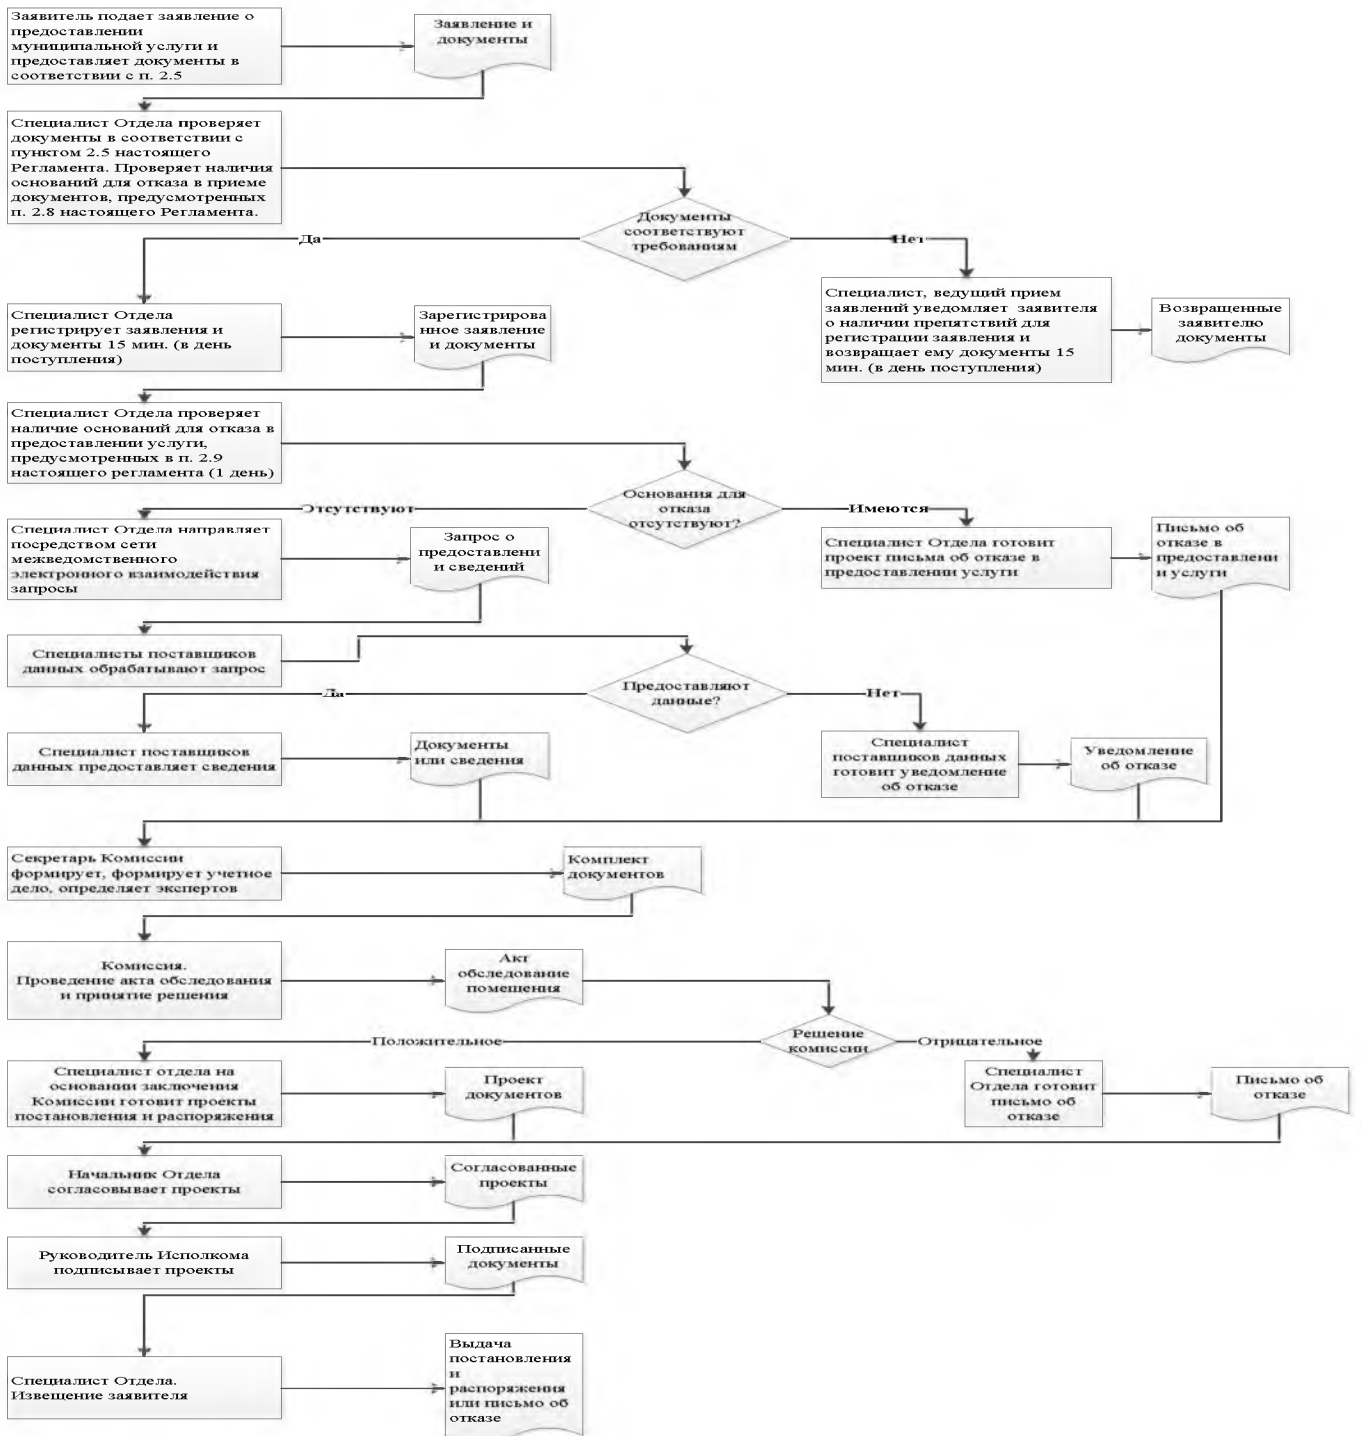 Заявитель подает заявление о
предоставлении
муниципальной услуги и
предоставляет документы в
соответствии с п. 2.5
Заявление и
документы
Специалист Отдела проверяет
документы в соответствии с
пунктом 2.5 настоящего
Регламента. Проверяет наличия
оснований для отказа в приеме
документов, предусмотренных
п. 2.8 настоящего Регламента.
Документы
соответствуют
требованиям
Да
Нет
Специалист Отдела
регистрирует заявления и
документы 15 мин. (в день
поступления)
Зарегистрирова
нное заявление
и документы
Специалист, ведущий прием
заявлений уведомляет заявителя
о наличии препятствий для
регистрации заявления и
возвращает ему документы 15
мин. (в день поступления)
Возвращенные
заявителю
документы
Специалист Отдела проверяет
наличие оснований для отказа в
предоставлении услуги,
предусмотренных в п. 2.9
настоящего регламента (1 день)
Основания для
отказа
отсутствуют?
Отсутствуют
Имеются
Специалист Отдела направляет
посредством сети
межведомственного
электронного взаимодействия
запросы
Запрос о
предоставлени
и сведений
Специалист Отдела готовит
проект письма об отказе в
предоставлении услуги
Письмо об
отказе в
предоставлени
и услуги
Специалисты поставщиков
данных обрабатывают запрос
Предоставляют
данные?
Да
Нет
Специалист поставщиков
данных предоставляет сведения
Документы
или сведения
Специалист
поставщиков данных
готовит уведомление
об отказе
Уведомление
об отказе
Секретарь Комиссии
формирует, формирует учетное
дело, определяет экспертов
Комплект
документов
Комиссия.
Проведение акта обследования
и принятие решения
Акт
обследование
помещения
Решение
комиссии
Положительное
Отрицательное
Специалист отдела на
основании заключения
Комиссии готовит проекты
постановления и распоряжения
Проект
документов
Специалист
Отдела готовит
письмо об
отказе
Письмо об
отказе
Начальник Отдела
согласовывает проекты
Согласованные
проекты
Руководитель Исполкома
подписывает проекты
Подписанные
документы
Специалист Отдела.
Извещение заявителя
Выдача
постановления
и
распоряжения
или письмо об
отказе